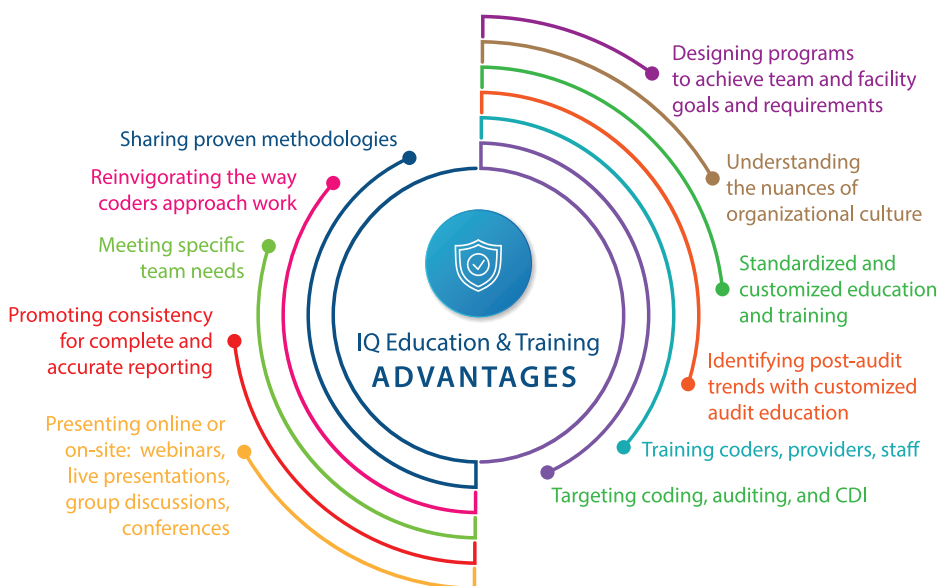 Designing programs
to achieve team and facility
goals and requirements
Understanding
the nuances of
organizational culture
Standardized and
customized education
and training
Identifying post-audit
trends with customized
audit education
Training coders, providers, staff
Targeting coding, auditing, and CDI
Sharing proven methodologies
Reinvigorating the way
coders approach work
Meeting specific
team needs
Promoting consistency
for complete and
accurate reporting
Presenting online or
on-site: webinars,
live presentations,
group discussions,
conferences
IQ Education & Training
ADVANTAGES